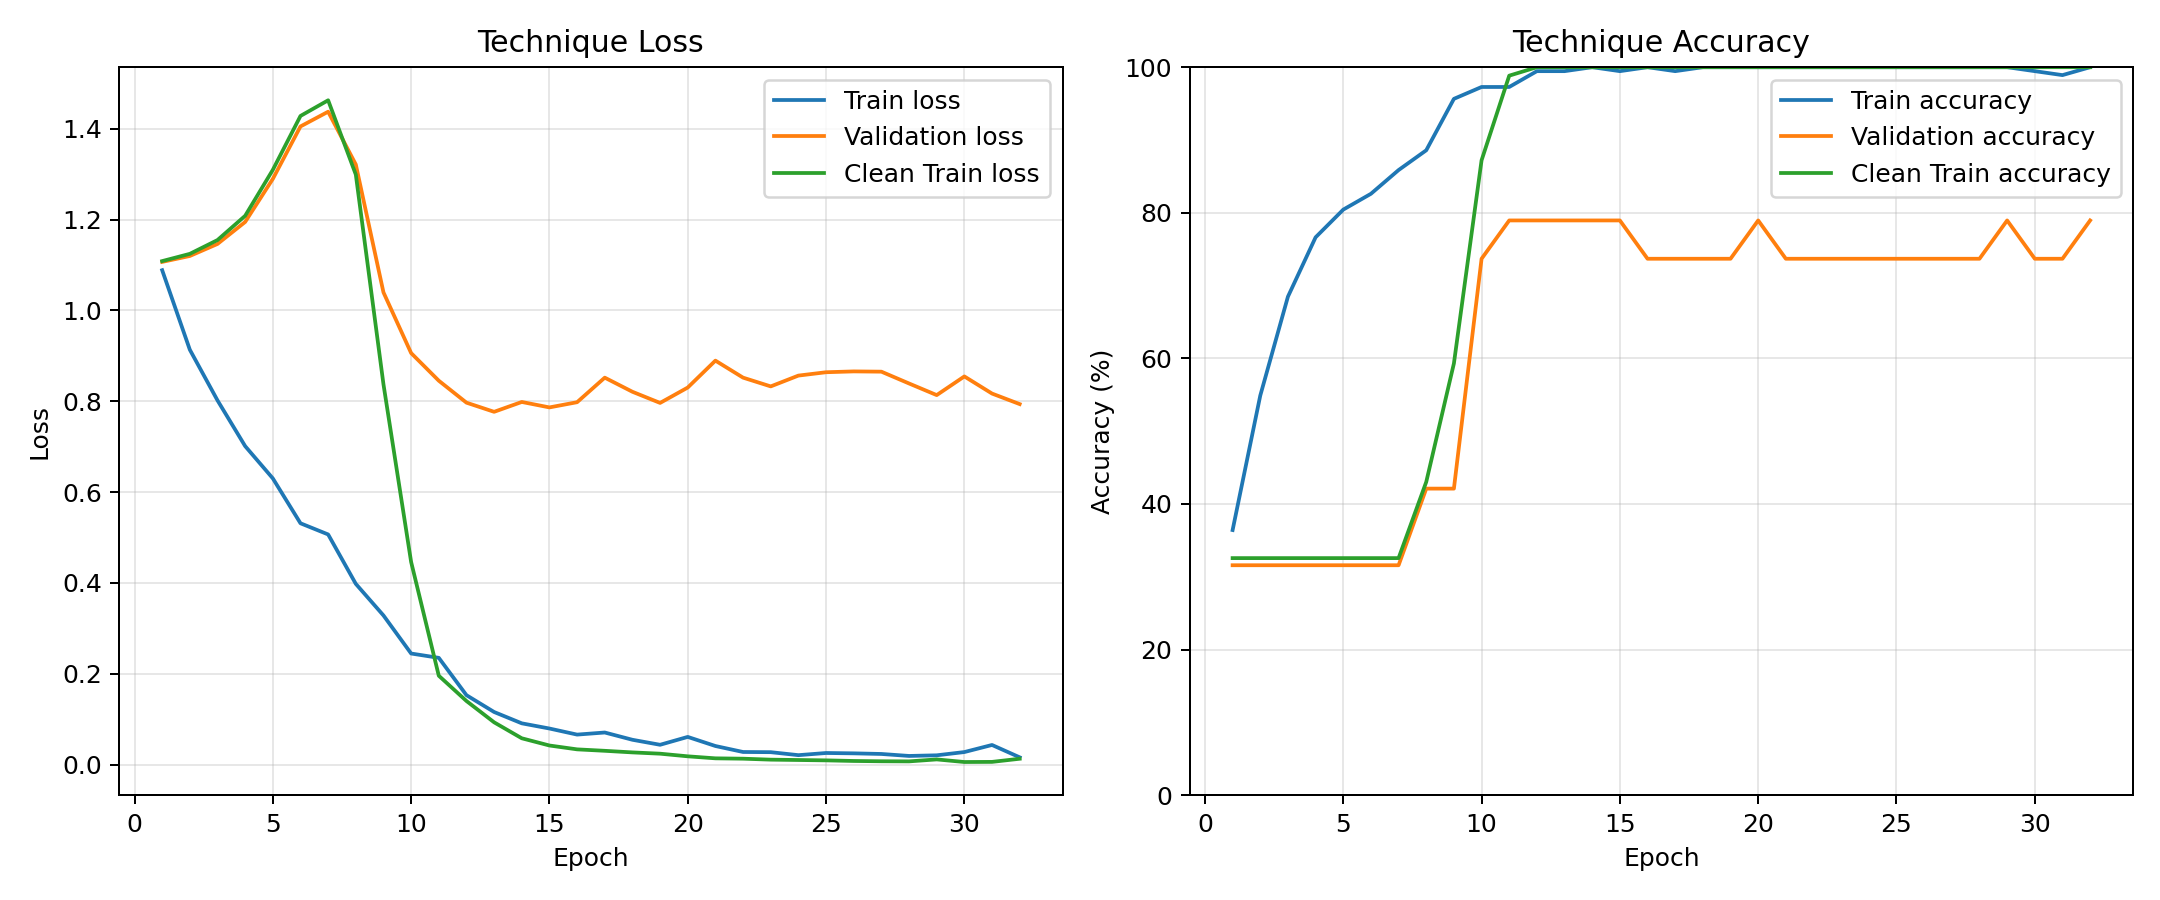 Technique Loss
Train loss
Validation loss
Clean Train loss
1.4
1.2
1.0
0.8
0.6
0.4
0.2
0.0
Loss
0
5
10
15
20
25
30
Epoch
Technique Accuracy
Train accuracy
Validation accuracy
Clean Train accuracy
100
80
60
40
20
0
Accuracy (%)
0
5
10
15
20
25
30
Epoch